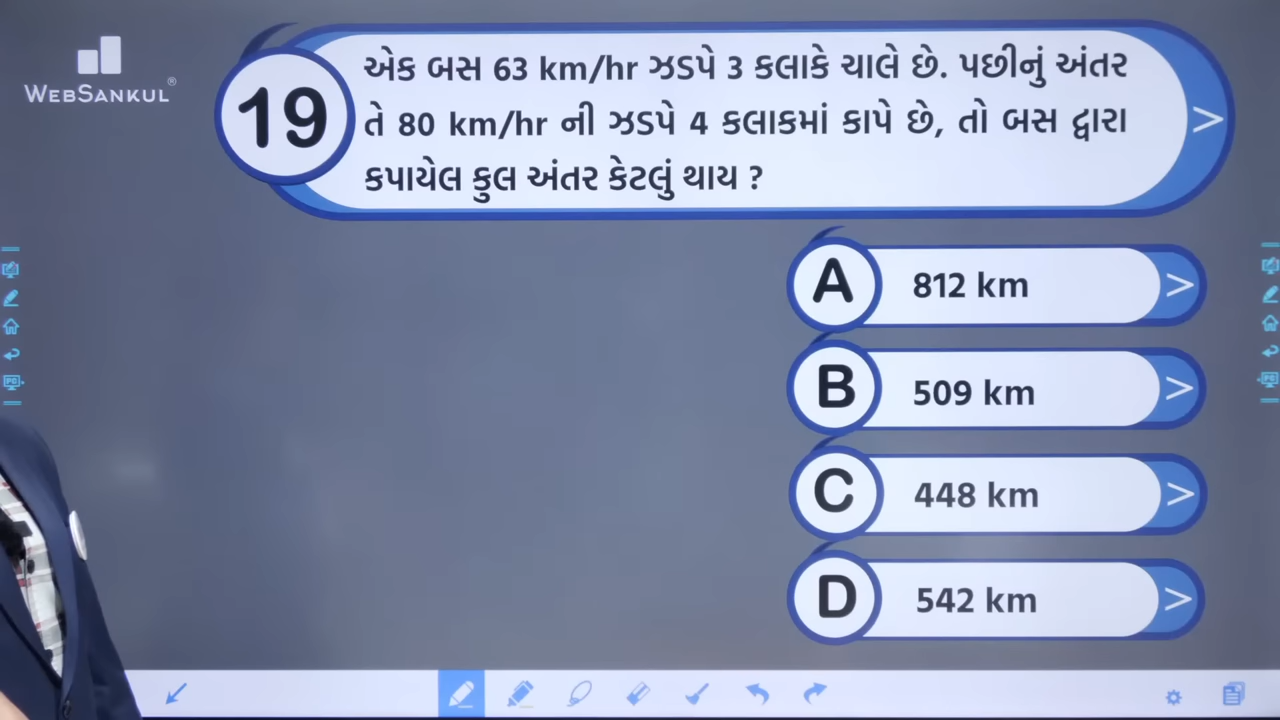 WEBSANKUL®
19
એક બસ 63 km/hr ઝડપે 3 કલાકે ચાલે છે. પછીનું અંતર
તે 80 km/hr ની ઝડપે 4 કલાકમાં કાપે છે, તો બસ દ્વારા
કપાયેલ કુલ અંતર કેટલું થાય ?
A 812 km
B 509 km
C 448 km
D 542 km